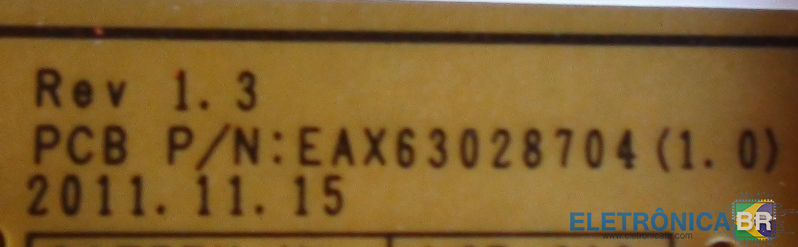 Rev 1.3
PCB P/N:EAX63028704(1.0)
2011.11.15
ELETRÔNICA BR